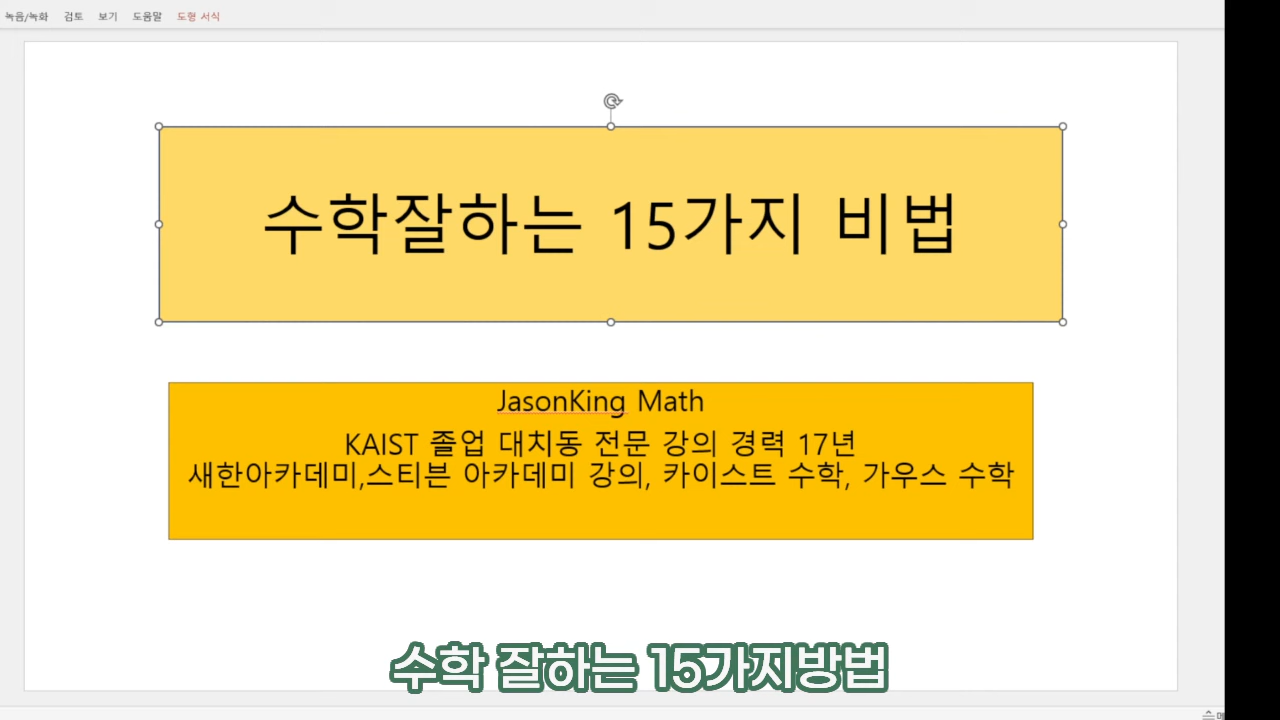 녹음/녹화 검토 보기 도움말 도형 서식
수학잘하는 15가지 비법
JasonKing Math
KAIST 졸업 대치동 전문 강의 경력 17년
새한아카데미,스티븐 아카데미 강의, 카이스트 수학, 가우스 수학
수학 잘하는 15가지방법